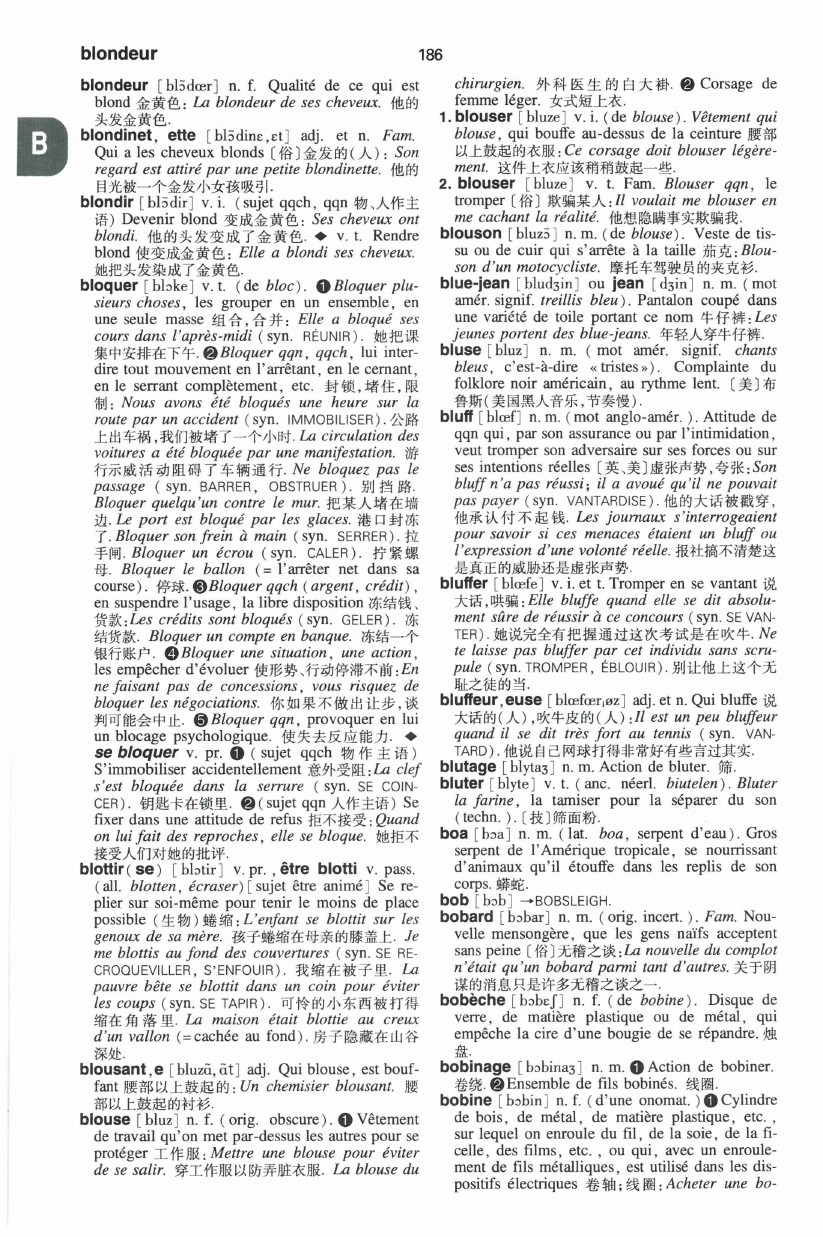 blondeur
186
B
blondeur [blɔ̃dœr] n. f. Qualité de ce qui est
blond 金黄色: La blondeur de ses cheveux. 他的
头发金黄色.
blondinet, ette [blɔ̃dinɛ,ɛt] adj. et n. Fam.
Qui a les cheveux blonds [俗]金发的(人): Son
regard est attiré par une petite blondinette. 他的
目光被一个金发小女孩吸引.
blondir [blɔ̃dir] v. i. (sujet qqch, qqn 物、人作主
语) Devenir blond 变成金黄色: Ses cheveux ont
blondi. 他的头发变成了金黄色. ◆ v. t. Rendre
blond 使变成金黄色: Elle a blondi ses cheveux.
她把头发染成了金黄色.
bloquer [blɔke] v. t. (de bloc). ❶ Bloquer plu-
sieurs choses, les grouper en un ensemble, en
une seule masse 组合,合并: Elle a bloqué ses
cours dans l'après-midi (syn. RÉUNIR). 她把课
集中安排在下午. ❷ Bloquer qqn, qqch, lui inter-
dire tout mouvement en l'arrêtant, en le cernant,
en le serrant complètement, etc. 封锁,堵住,限
制: Nous avons été bloqués une heure sur la
route par un accident (syn. IMMOBILISER). 公路
上出车祸,我们被堵了一个小时. La circulation des
voitures a été bloquée par une manifestation. 游
行示威活动阻碍了车辆通行. Ne bloquez pas le
passage ( syn. BARRER, OBSTRUER ). 别挡路.
Bloquer quelqu'un contre le mur. 把某人堵在墙
边. Le port est bloqué par les glaces. 港口封冻
了. Bloquer son frein à main (syn. SERRER). 拉
手闸. Bloquer un écrou ( syn. CALER). 拧紧螺
母. Bloquer le ballon (= l'arrêter net dans sa
course). 停球. ❸ Bloquer qqch (argent, crédit),
en suspendre l'usage, la libre disposition 冻结钱、
货款: Les crédits sont bloqués (syn. GELER). 冻
结货款. Bloquer un compte en banque. 冻结一个
银行账户. ❹ Bloquer une situation, une action,
les empêcher d'évoluer 使形势、行动停滞不前: En
ne faisant pas de concessions, vous risquez de
bloquer les négociations. 你如果不做出让步,谈
判可能会中止. ❺ Bloquer qqn, provoquer en lui
un blocage psychologique. 使失去反应能力. ◆
se bloquer v. pr. ❶ ( sujet qqch 物作主语)
S'immobiliser accidentellement 意外受阻: La clef
s'est bloquée dans la serrure (syn. SE COIN-
CER). 钥匙卡在锁里. ❷ (sujet qqn 人作主语) Se
fixer dans une attitude de refus 拒不接受: Quand
on lui fait des reproches, elle se bloque. 她拒不
接受人们对她的批评.
blottir(se) [blɔtir] v. pr. , être blotti v. pass.
(all. blotten, écraser) [sujet être animé] Se re-
plier sur soi-même pour tenir le moins de place
possible (生物)蜷缩: L'enfant se blottit sur les
genoux de sa mère. 孩子蜷缩在母亲的膝盖上. Je
me blottis au fond des couvertures (syn. SE RE-
CROQUEVILLER, S'ENFOUIR). 我缩在被子里. La
pauvre bête se blottit dans un coin pour éviter
les coups (syn. SE TAPIR). 可怜的小东西被打得
缩在角落里. La maison était blottie au creux
d'un vallon (= cachée au fond). 房子隐藏在山谷
深处.
blousant,e [bluzɑ̃, ɑ̃t] adj. Qui blouse, est bouf-
fant 腰部以上鼓起的: Un chemisier blousant. 腰
部以上鼓起的衬衫.
blouse [bluz] n. f. (orig. obscure). ❶ Vêtement
de travail qu'on met par-dessus les autres pour se
protéger 工作服: Mettre une blouse pour éviter
de se salir. 穿工作服以防弄脏衣服. La blouse du
chirurgien. 外科医生的白大褂. ❷ Corsage de
femme léger. 女式短上衣.
1. blouser [bluze] v. i. (de blouse). Vêtement qui
blouse, qui bouffe au-dessus de la ceinture 腰部
以上鼓起的衣服: Ce corsage doit blouser légère-
ment. 这件上衣应该稍稍鼓起一些.
2. blouser [bluze] v. t. Fam. Blouser qqn, le
tromper [俗] 欺骗某人: Il voulait me blouser en
me cachant la réalité. 他想隐瞒事实欺骗我.
blouson [bluzɔ̃] n. m. (de blouse). Veste de tis-
su ou de cuir qui s'arrête à la taille 茄克: Blou-
son d'un motocycliste. 摩托车驾驶员的夹克衫.
blue-jean [bludʒin] ou jean [dʒin] n. m. (mot
amér. signif. treillis bleu). Pantalon coupé dans
une variété de toile portant ce nom 牛仔裤: Les
jeunes portent des blue-jeans. 年轻人穿牛仔裤.
bluse [bluz] n. m. ( mot amér. signif. chants
bleus, c'est-à-dire «tristes»). Complainte du
folklore noir américain, au rythme lent. [美]布
鲁斯(美国黑人音乐,节奏慢).
bluff [blœf] n. m. (mot anglo-amér. ). Attitude de
qqn qui, par son assurance ou par l'intimidation,
veut tromper son adversaire sur ses forces ou sur
ses intentions réelles [英、美]虚张声势,夸张: Son
bluff n'a pas réussi; il a avoué qu'il ne pouvait
pas payer (syn. VANTARDISE). 他的大话被戳穿,
他承认付不起钱. Les journaux s'interrogeaient
pour savoir si ces menaces étaient un bluff ou
l'expression d'une volonté réelle. 报社搞不清楚这
是真正的威胁还是虚张声势.
bluffer [blœfe] v. i. et t. Tromper en se vantant 说
大话,哄骗: Elle bluffe quand elle se dit absolu-
ment sûre de réussir à ce concours (syn. SE VAN-
TER). 她说完全有把握通过这次考试是在吹牛. Ne
te laisse pas bluffer par cet individu sans scru-
pule (syn. TROMPER, ÉBLOUIR). 别让他上这个无
耻之徒的当.
bluffeur,euse [blœfœr,øz] adj. et n. Qui bluffe 说
大话的(人),吹牛皮的(人): Il est un peu bluffeur
quand il se dit très fort au tennis ( syn. VAN-
TARD). 他说自己网球打得非常好有些言过其实.
blutage [blytaʒ] n. m. Action de bluter. 筛.
bluter [blyte] v. t. (anc. néerl. biutelen). Bluter
la farine, la tamiser pour la séparer du son
(techn. ). [技]筛面粉.
boa [bɔa] n. m. (lat. boa, serpent d'eau). Gros
serpent de l'Amérique tropicale, se nourrissant
d'animaux qu'il étouffe dans les replis de son
corps. 蟒蛇.
bob [bɔb] →BOBSLEIGH.
bobard [bɔbar] n. m. (orig. incert. ). Fam. Nou-
velle mensongère, que les gens naïfs acceptent
sans peine [俗]无稽之谈: La nouvelle du complot
n'était qu'un bobard parmi tant d'autres. 关于阴
谋的消息只是许多无稽之谈之一.
bobèche [bɔbɛʃ] n. f. (de bobine). Disque de
verre, de matière plastique ou de métal, qui
empêche la cire d'une bougie de se répandre. 烛
盘.
bobinage [bɔbinaʒ] n. m. ❶ Action de bobiner.
卷绕. ❷ Ensemble de fils bobinés. 线圈.
bobine [bɔbin] n. f. (d'une onomat. ) ❶ Cylindre
de bois, de métal, de matière plastique, etc. ,
sur lequel on enroule du fil, de la soie, de la fi-
celle, des films, etc. , ou qui, avec un enroule-
ment de fils métalliques, est utilisé dans les dis-
positifs électriques 卷轴;线圈: Acheter une bo-